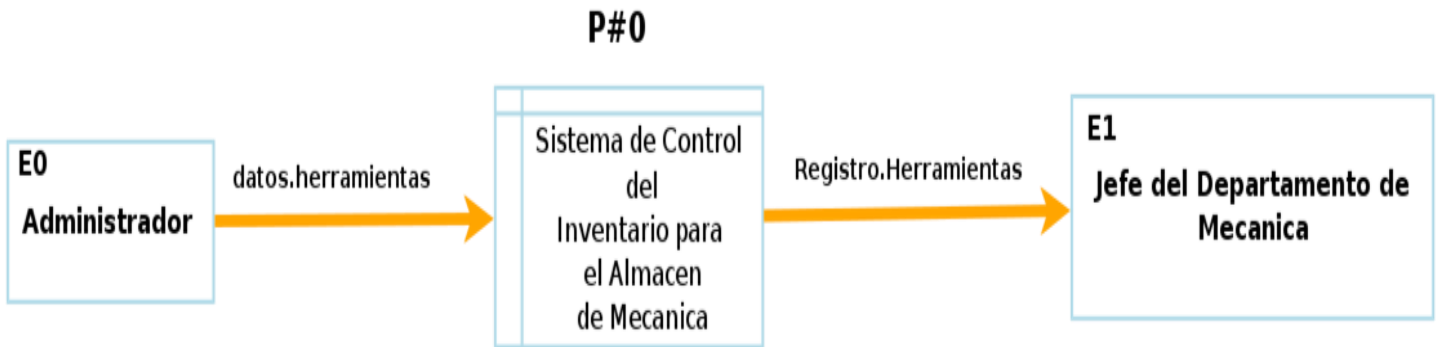 P#0
E0
Administrador
datos.herramientas
Sistema de Control
del
Inventario para
el Almacen
de Mecanica
Registro.Herramientas
E1
Jefe del Departamento de
Mecanica